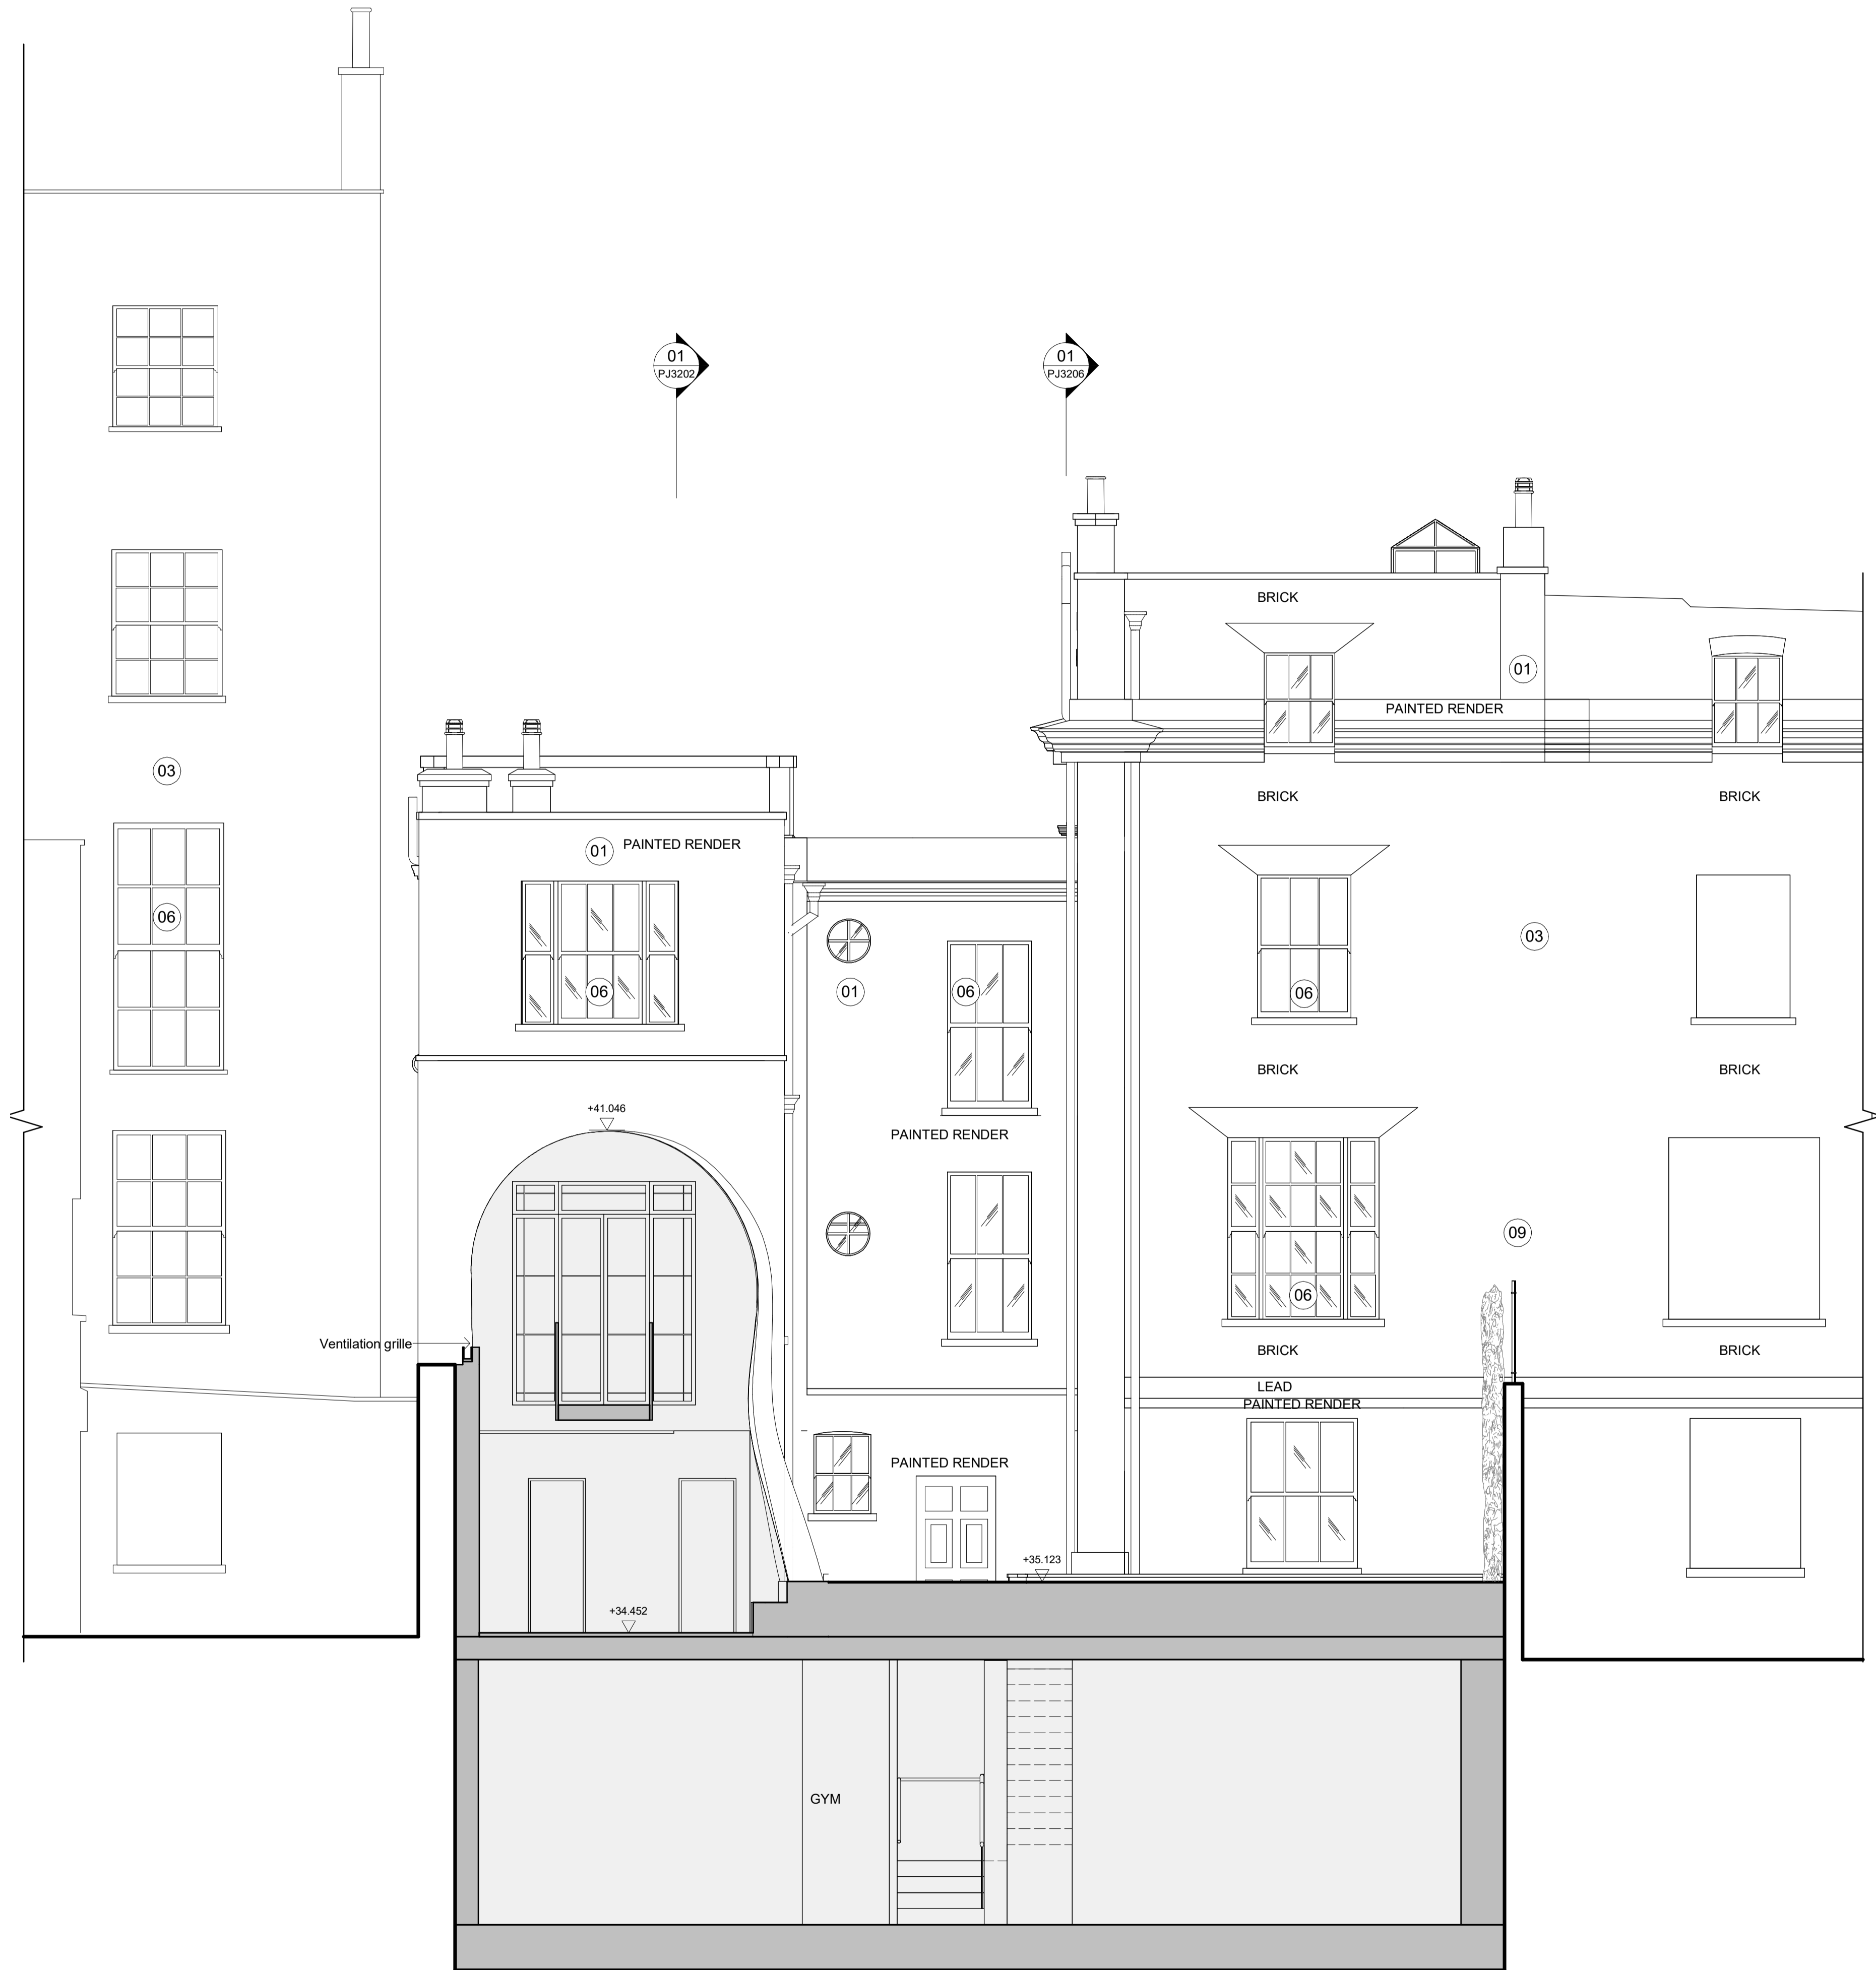 01
PJ3202
01
PJ3206
BRICK
01
PAINTED RENDER
03
BRICK
BRICK
01
PAINTED RENDER
06
03
06
01
06
06
BRICK
BRICK
+41.046
PAINTED RENDER
09
06
Ventilation grille
BRICK
BRICK
LEAD
PAINTED RENDER
PAINTED RENDER
+35.123
+34.452
GYM